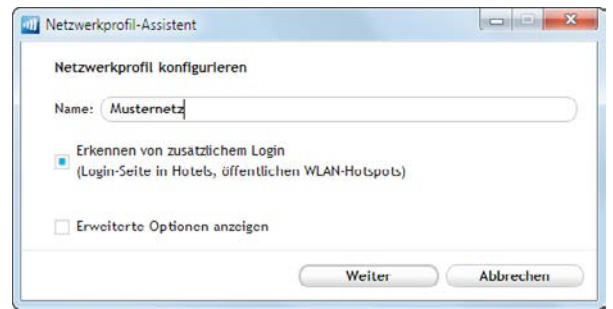 Netzwerkprofil-Assistent
Netzwerkprofil konfigurieren
Name: Musternetz
Erkennen von zusätzlichem Login
(Login-Seite in Hotels, öffentlichen WLAN-Hotspots)
Erweiterte Optionen anzeigen
Weiter Abbrechen